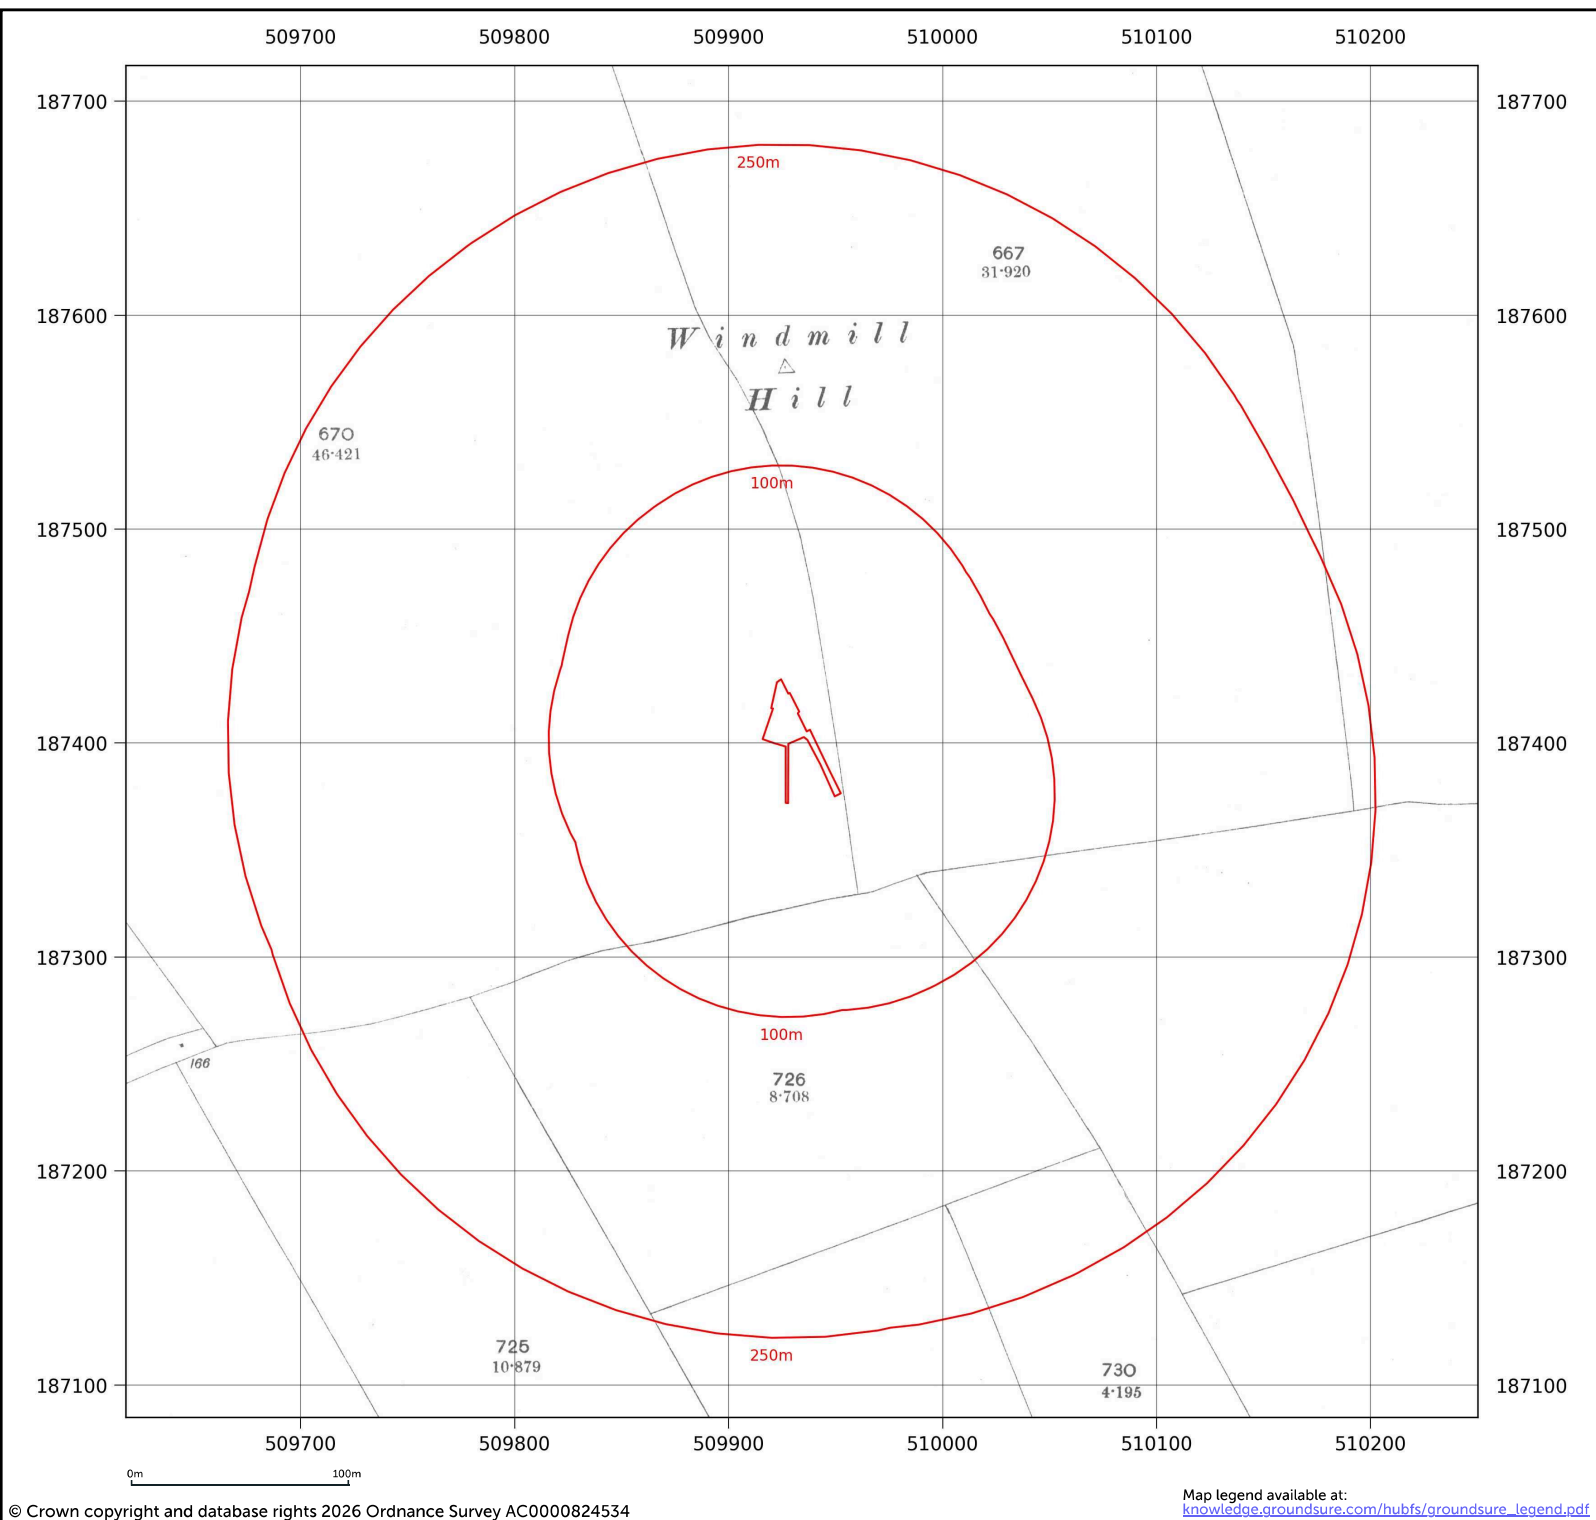 509700 509800 509900 510000 510100 510200
187700 187700
250m
667
31·920
187600 187600
Windmill
Hill
670
46·421
100m
187500 187500
187400 187400
187300 187300
100m
166
726
8·708
187200 187200
725
10·879
250m
730
4·195
187100 187100
509700 509800 509900 510000 510100 510200
0m 100m
Map legend available at:
© Crown copyright and database rights 2026 Ordnance Survey AC0000824534
knowledge.groundsure.com/hubfs/groundsure_legend.pdf